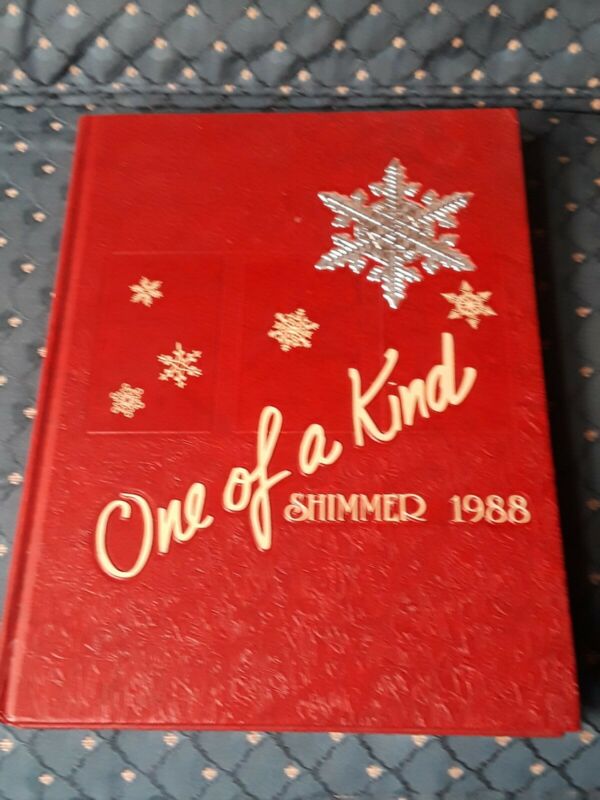 One of a Kind
SHIMMER 1988